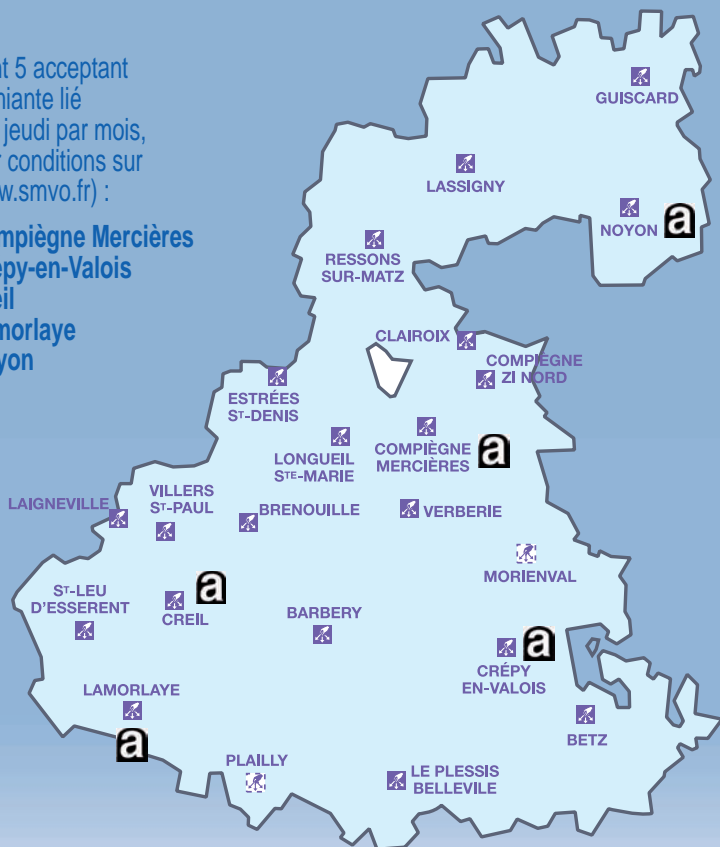 nt 5 acceptant
niante lié
jeudi par mois,
r conditions sur
w.smvo.fr) :
mpiègne Mercières
épy-en-Valois
eil
morlaye
yon
GUISCARD
LASSIGNY
NOYON a
RESSONS
SUR-MATZ
CLAIROIX
COMPIÈGNE
ZI NORD
ESTRÉES
ST-DENIS
LONGUEIL
STE-MARIE
COMPIÈGNE
MERCIÈRES a
VILLERS
ST-PAUL
LAIGNEVILLE
BRENOUILLE
VERBERIE
MORIENVAL
ST-LEU
D'ESSERENT
a
CREIL
BARBERY
a
CRÉPY
EN-VALOIS
LAMORLAYE
a
BETZ
PLAILLY
LE PLESSIS
BELLEVILE